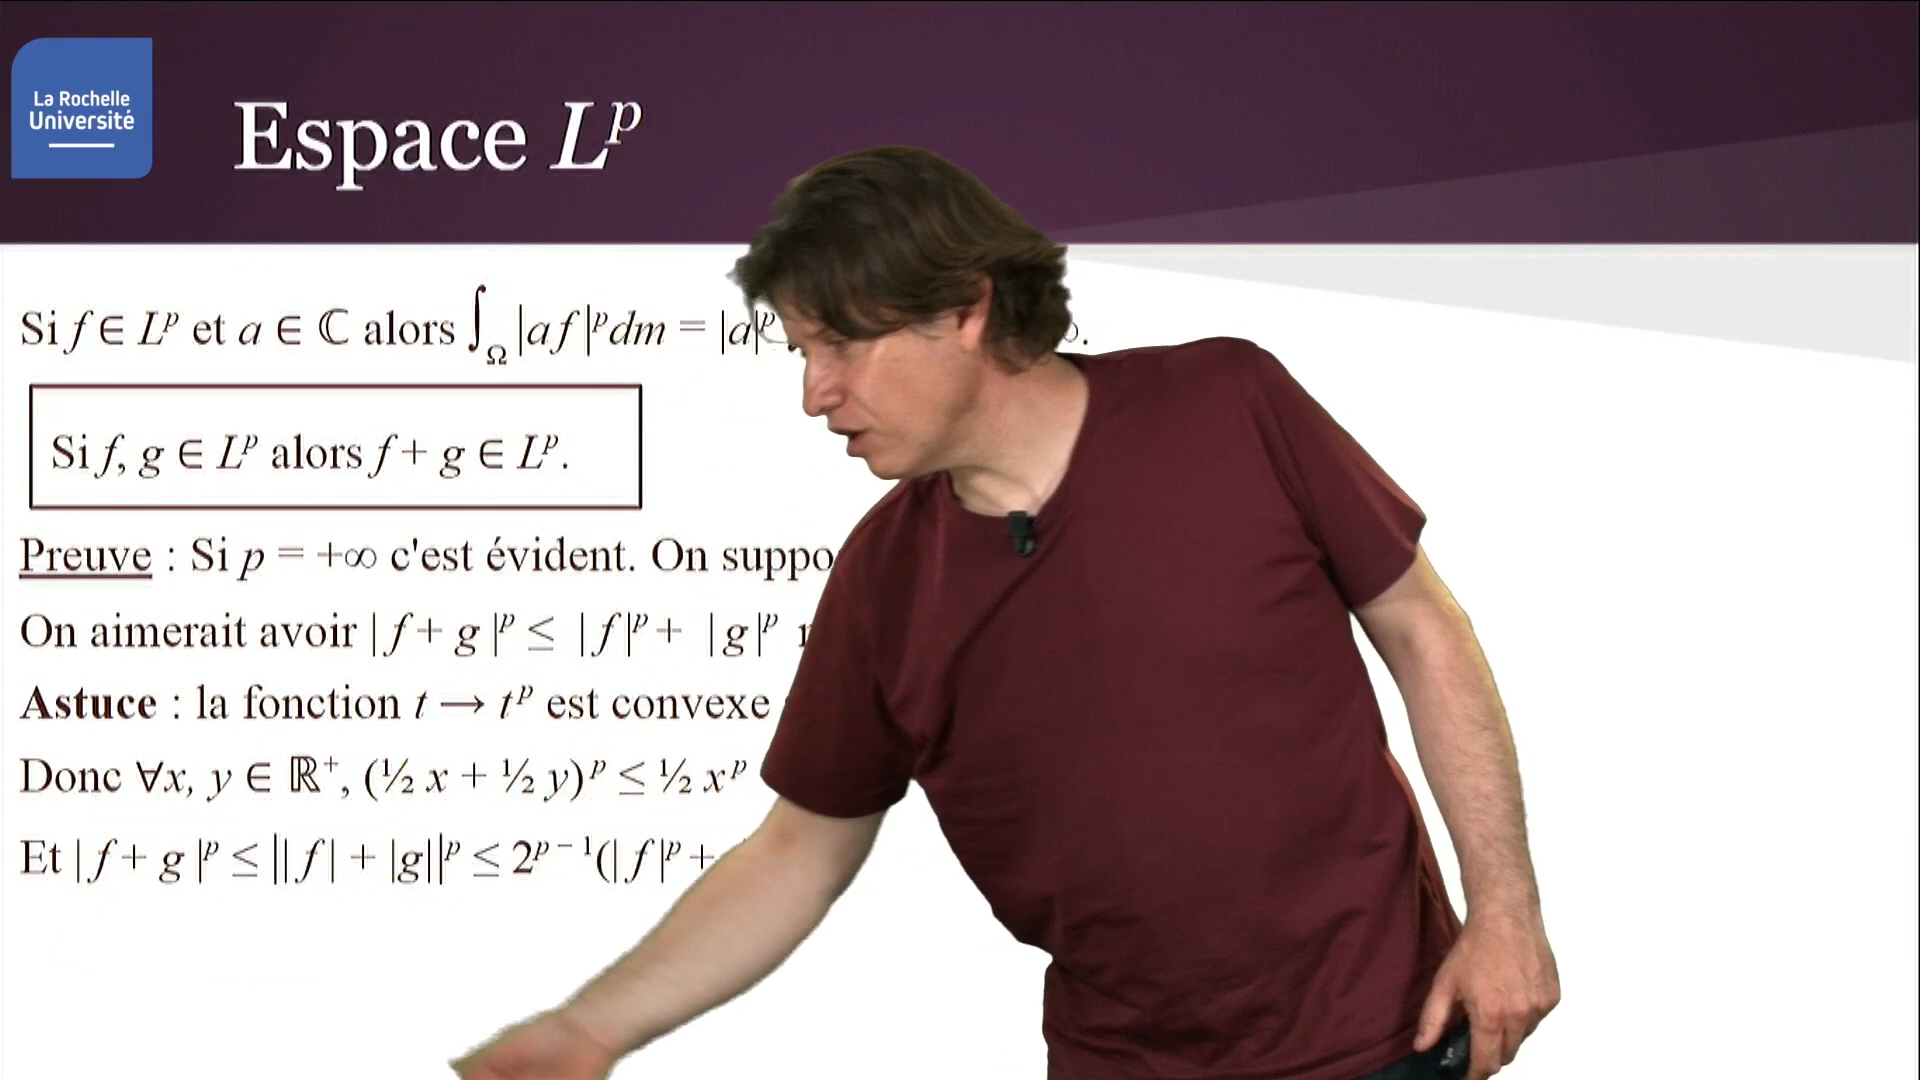 La Rochelle
Université
Espace Lᵖ
Si f ∈ Lᵖ et a ∈ ℂ alors ∫_Ω |af|ᵖdm = |a|ᵖ
Si f, g ∈ Lᵖ alors f + g ∈ Lᵖ.
Preuve : Si p = +∞ c'est évident. On
On aimerait avoir | f + g |ᵖ ≤ | f |ᵖ + | g |ᵖ
Astuce : la fonction t → tᵖ est convexe
Donc ∀x, y ∈ ℝ⁺, (½ x + ½ y)ᵖ ≤ ½ xᵖ
Et | f + g |ᵖ ≤ || f | + |g||ᵖ ≤ 2ᵖ⁻¹(| f |ᵖ +